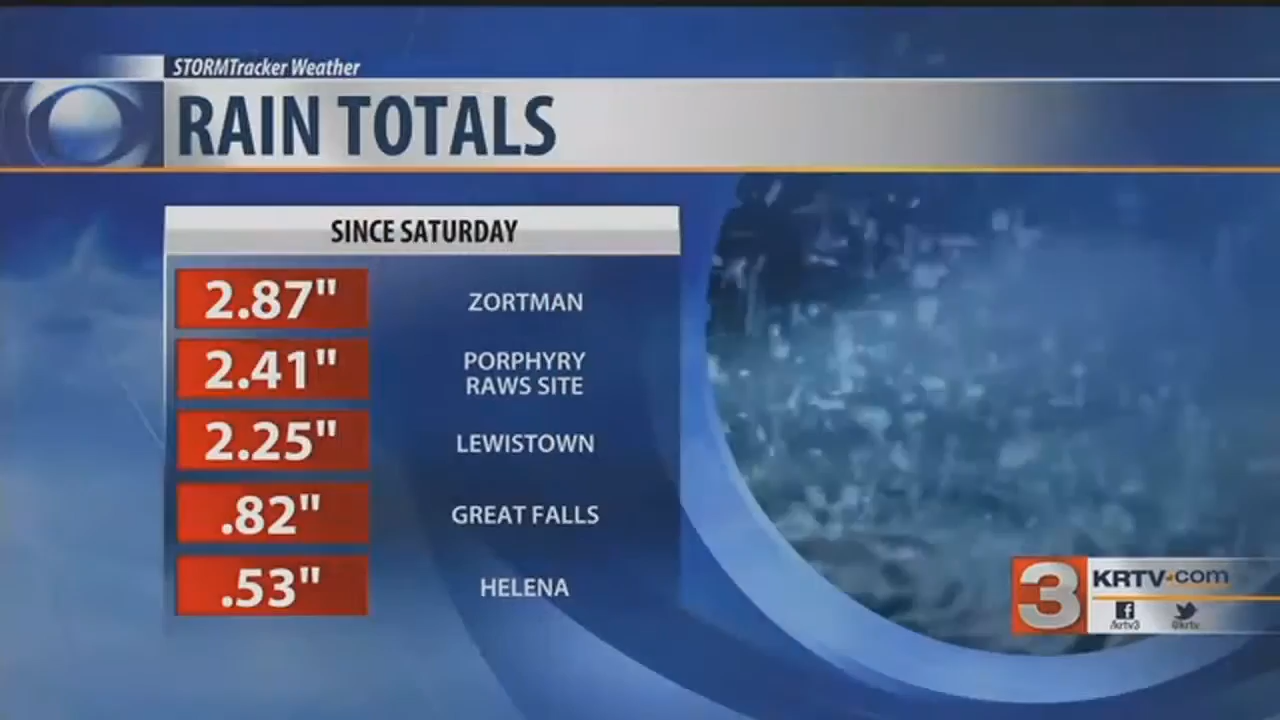 STORMTracker Weather
RAIN TOTALS
SINCE SATURDAY
2.87" ZORTMAN
2.41" PORPHYRY
RAWS SITE
2.25" LEWISTOWN
.82" GREAT FALLS
.53" HELENA
3 KRTV.com
/krtv3 @krtv